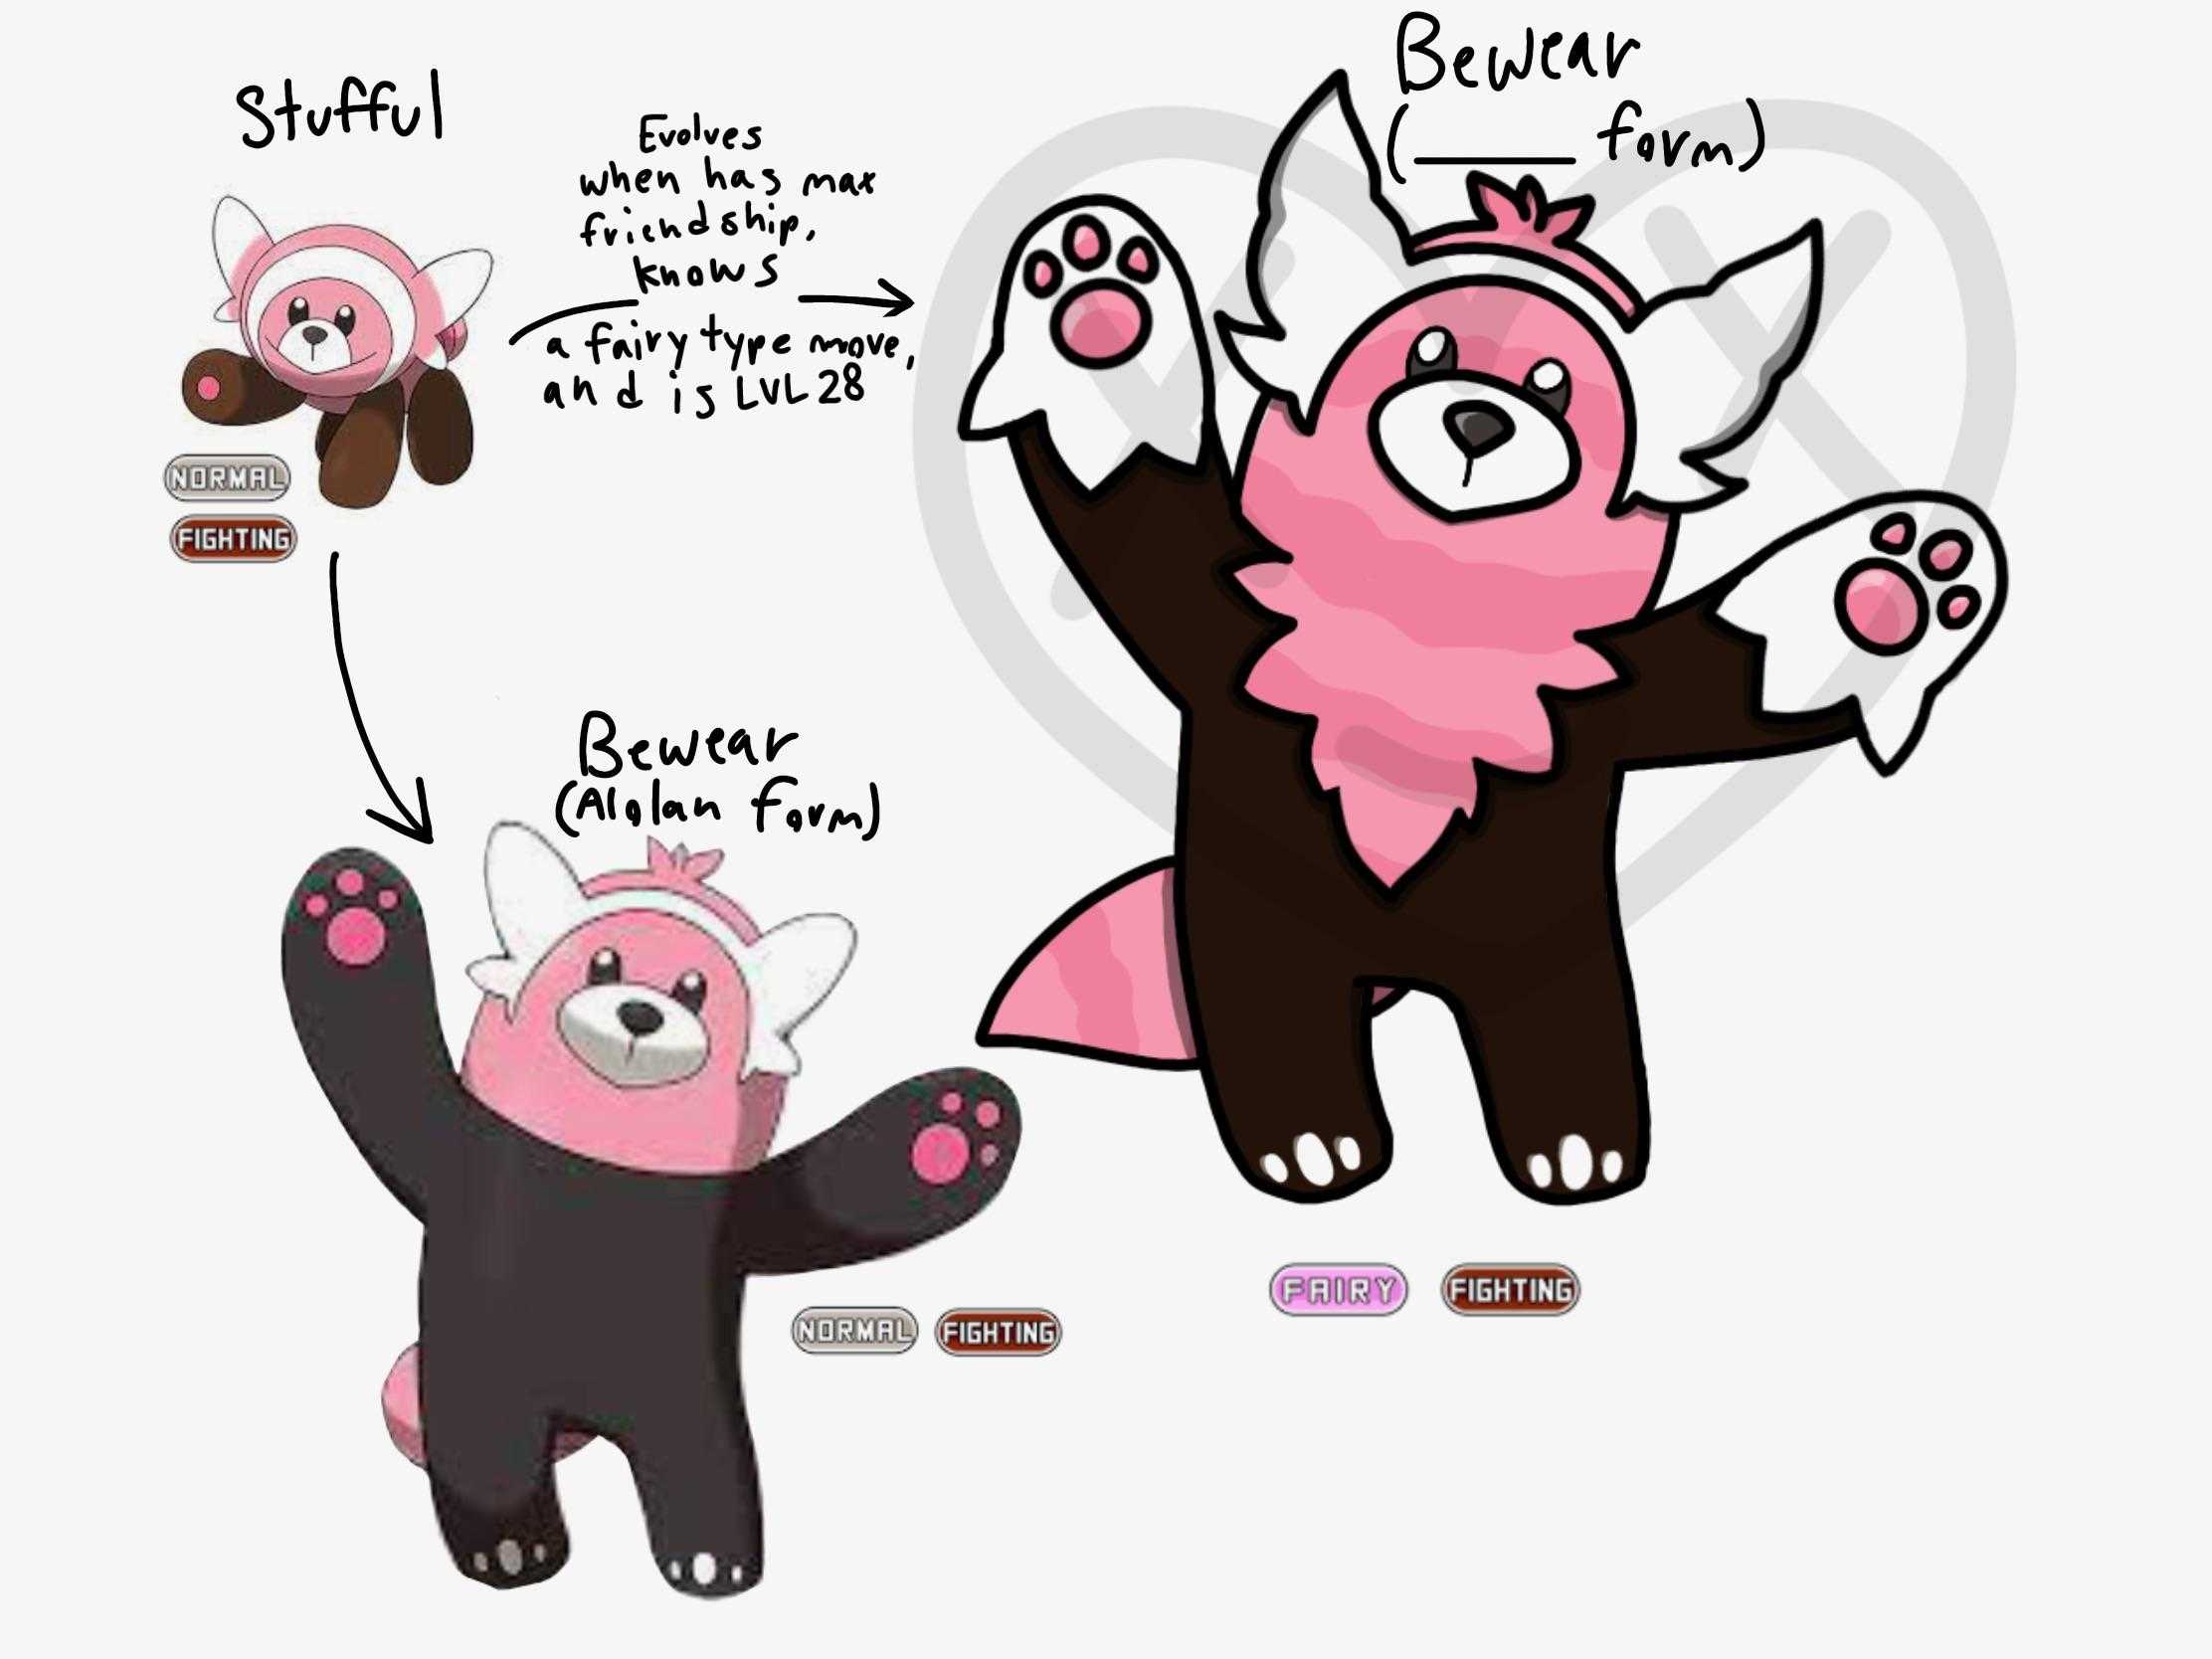 Stufful
Evolves
when has max
friendship,
knows
a fairy type move,
and is LVL 28
NORMAL
FIGHTING
Bewear
(_____ form)
FAIRY FIGHTING
Bewear
(Alolan form)
NORMAL FIGHTING